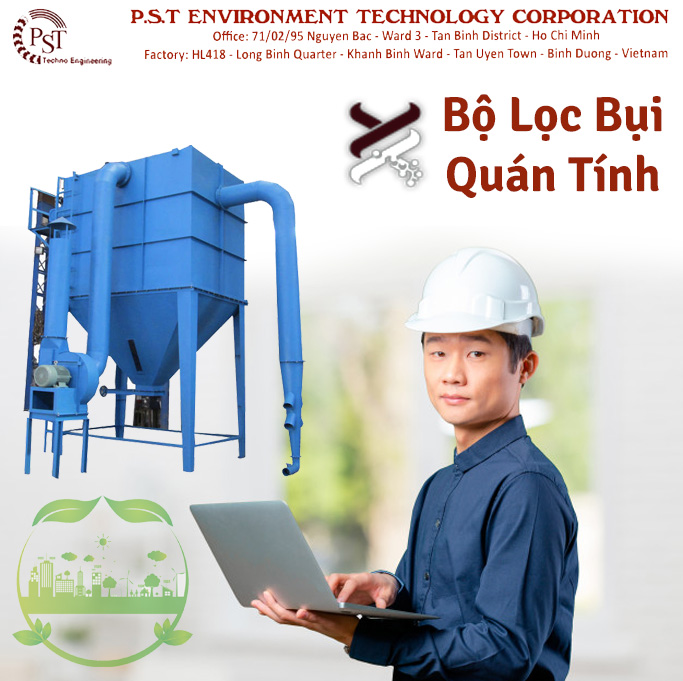 PST
Techno Engineering
P.S.T ENVIRONMENT TECHNOLOGY CORPORATION
Office: 71/02/95 Nguyen Bac - Ward 3 - Tan Binh District - Ho Chi Minh
Factory: HL418 - Long Binh Quarter - Khanh Binh Ward - Tan Uyen Town - Binh Duong - Vietnam
Bộ Lọc Bụi
Quán Tính